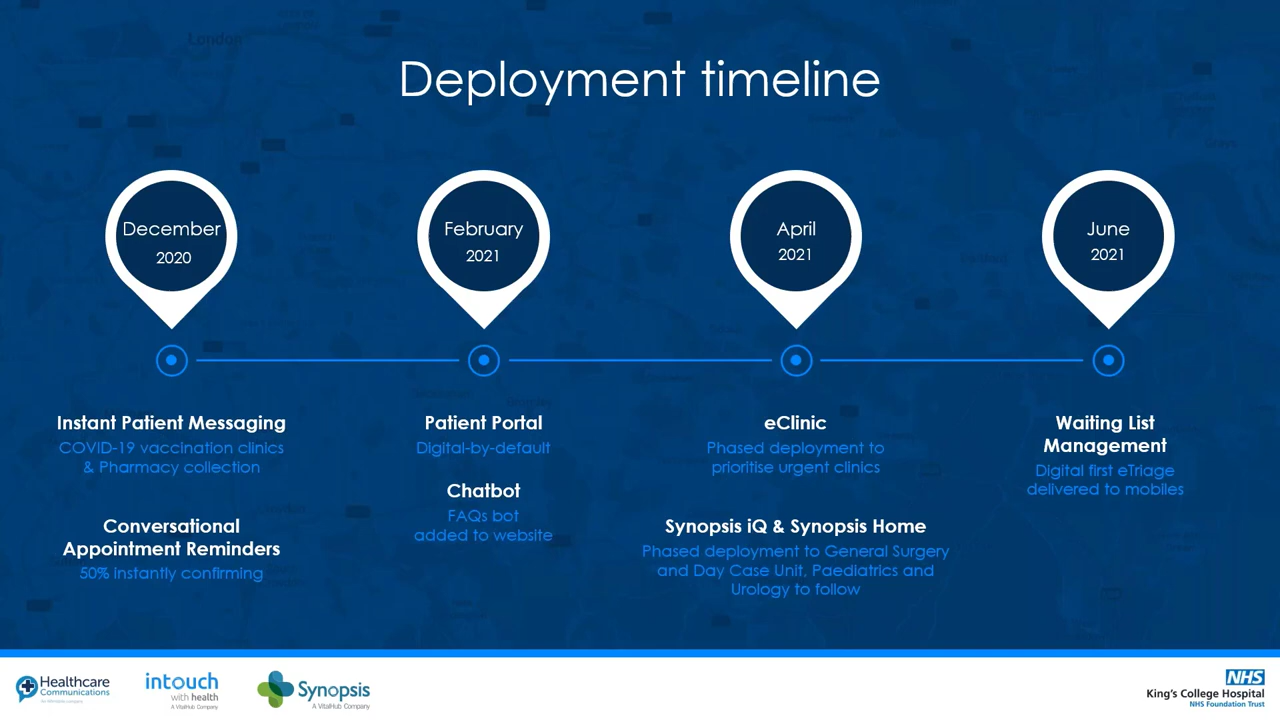 London
Deployment timeline
December
2020
February
2021
April
2021
June
2021
Instant Patient Messaging
COVID-19 vaccination clinics
& Pharmacy collection
Conversational
Appointment Reminders
50% instantly confirming
Patient Portal
Digital-by-default
Chatbot
FAQs bot
added to website
eClinic
Phased deployment to
prioritise urgent clinics
Synopsis iQ & Synopsis Home
Phased deployment to General Surgery
and Day Case Unit, Paediatrics and
Urology to follow
Waiting List
Management
Digital first eTriage
delivered to mobiles
Healthcare
Communications
intouch
with health
A VitalHub Company
Synopsis
A VitalHub Company
NHS
King's College Hospital
NHS Foundation Trust